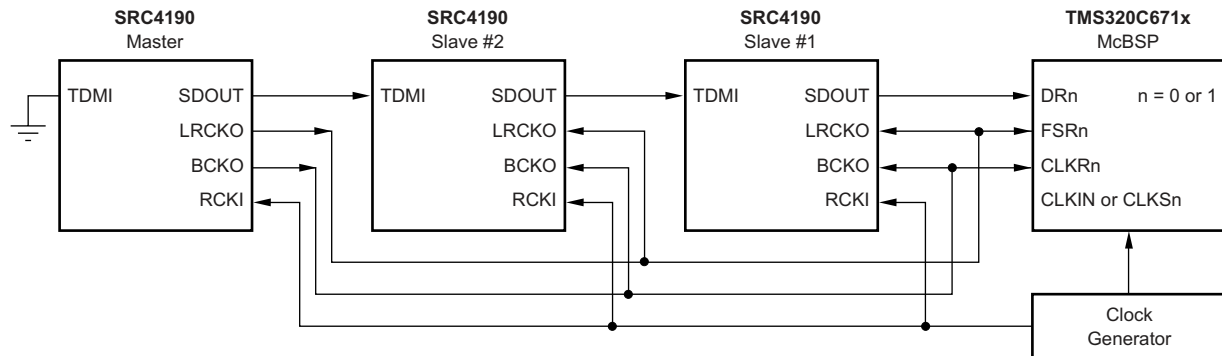 SRC4190
Master
SRC4190
Slave #2
SRC4190
Slave #1
TMS320C671x
McBSP
TDMI SDOUT
LRCKO
BCKO
RCKI
TDMI SDOUT
LRCKO
BCKO
RCKI
TDMI SDOUT
LRCKO
BCKO
RCKI
DRn n = 0 or 1
FSRn
CLKRn
CLKIN or CLKSn
Clock
Generator